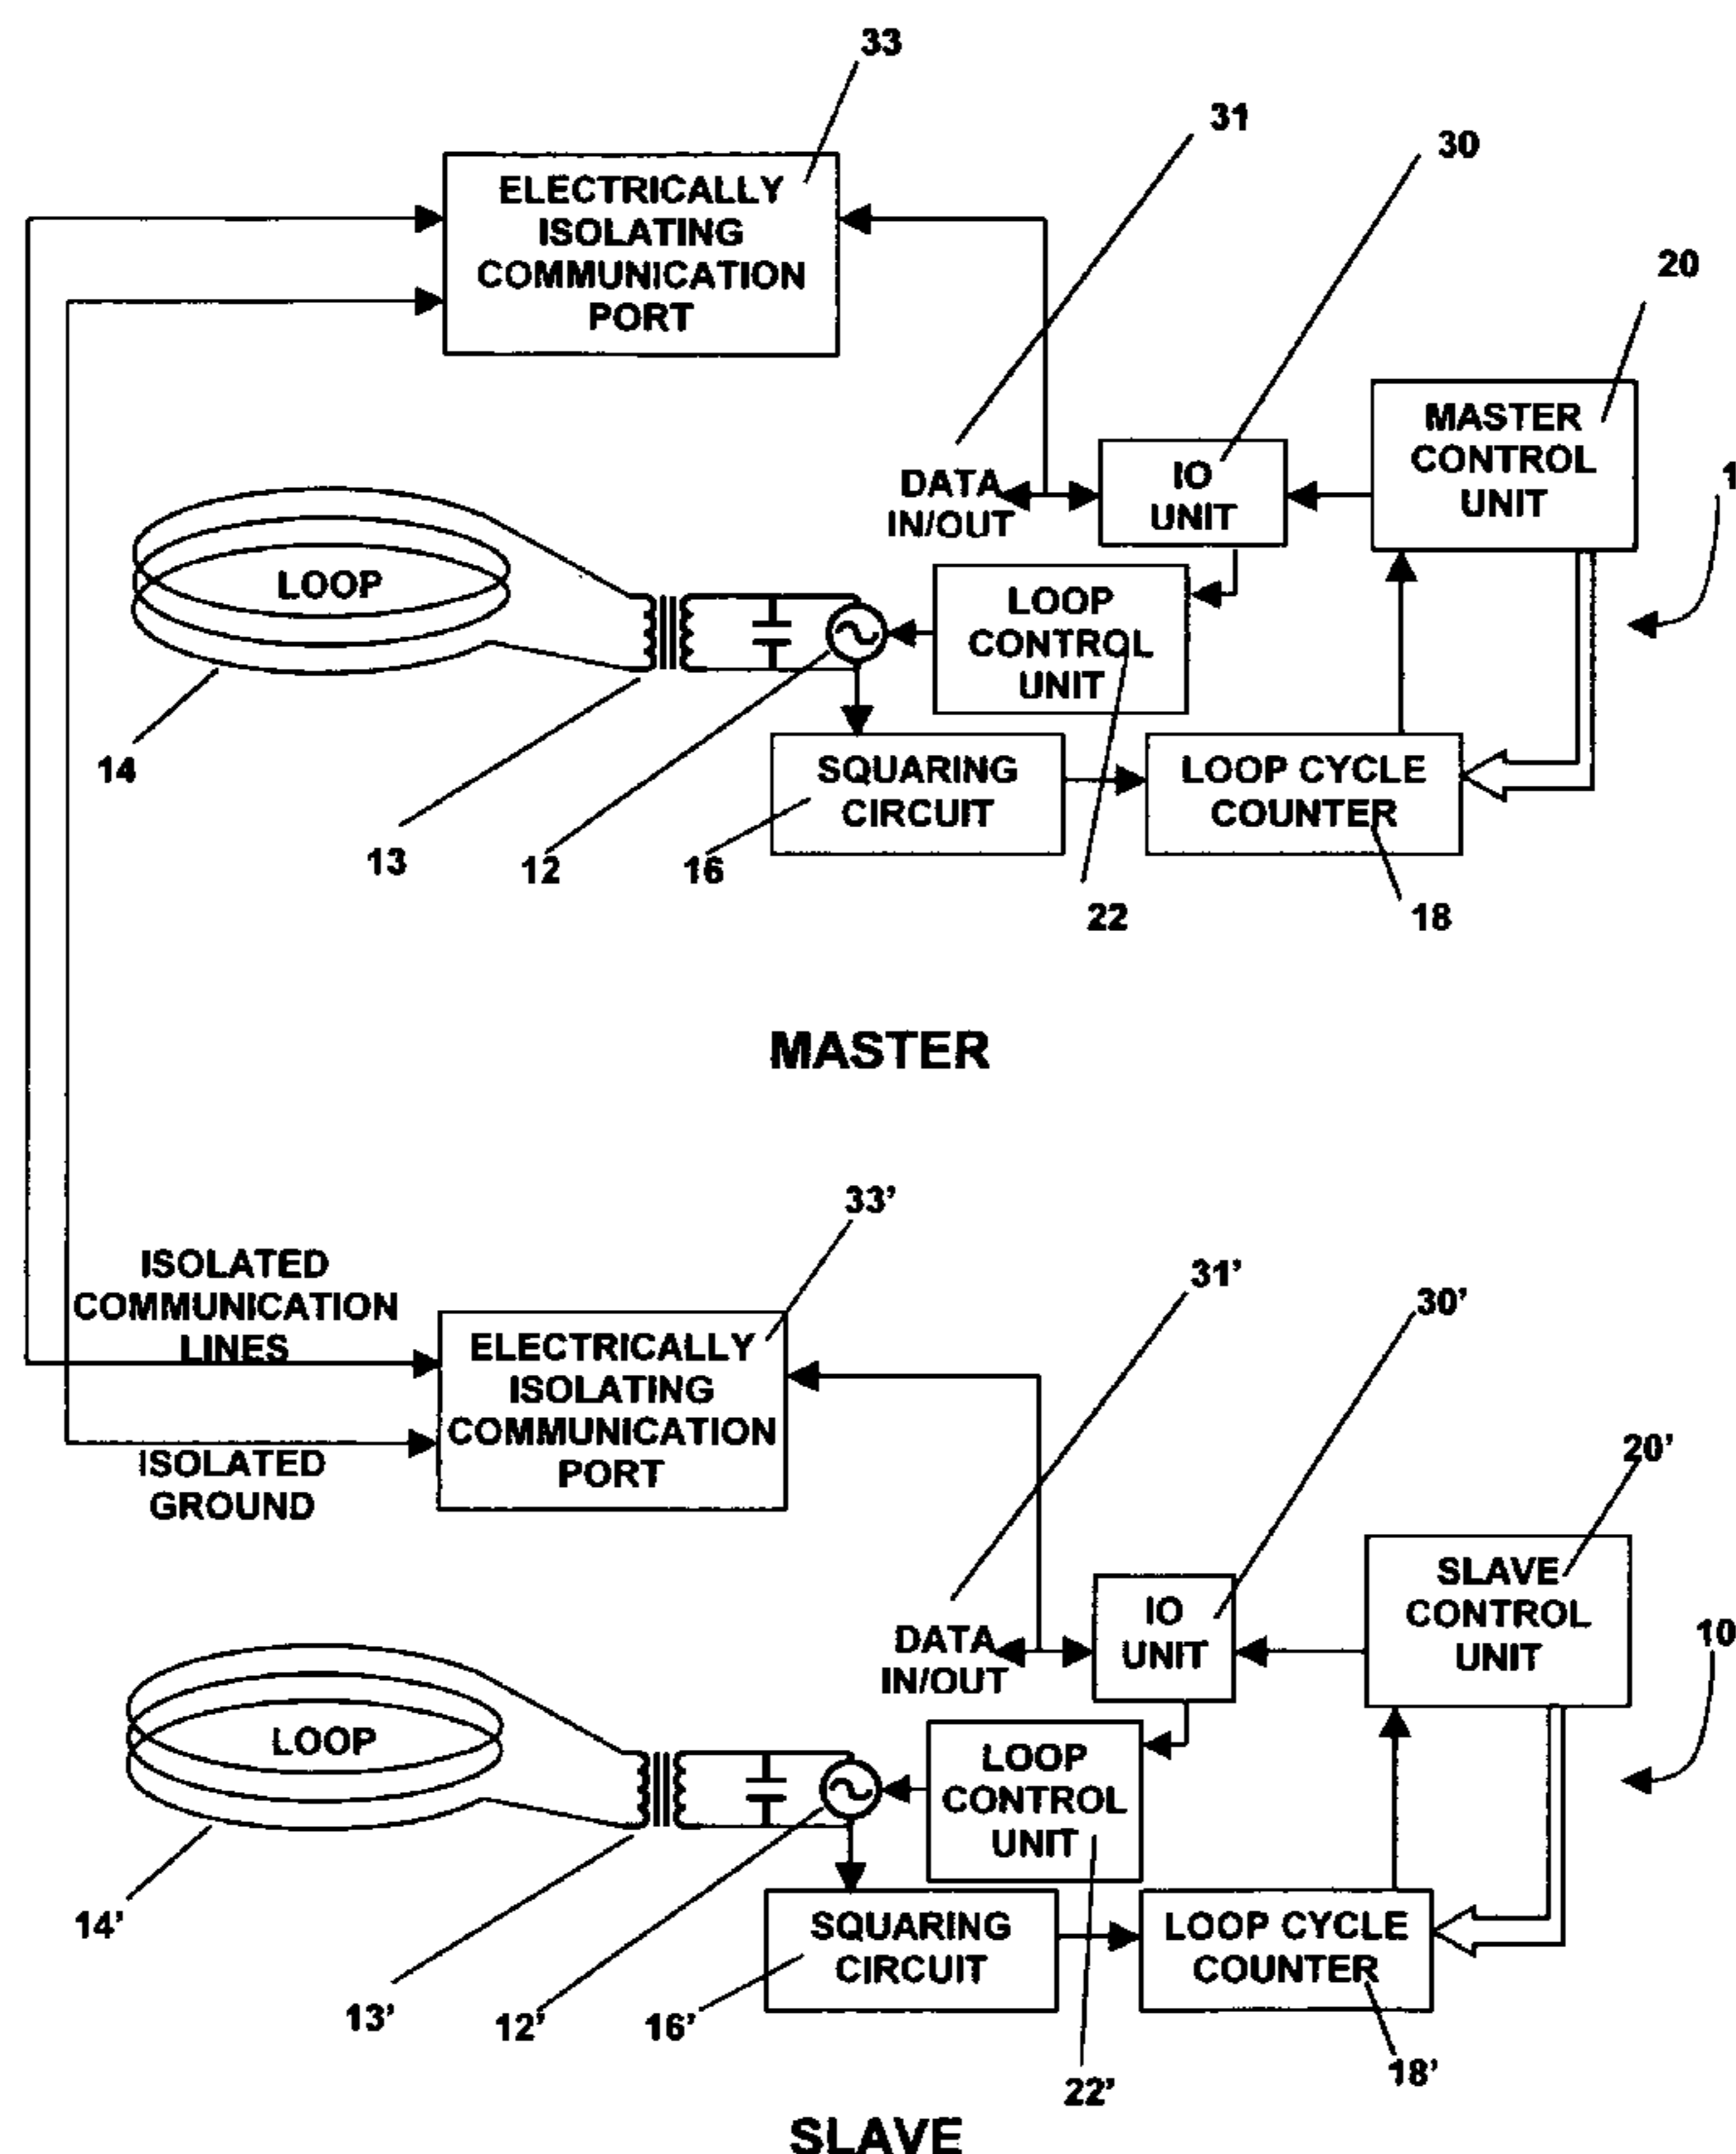 33
31
30
ELECTRICALLY
ISOLATING
COMMUNICATION
PORT
20
MASTER
CONTROL
UNIT
1
IO
UNIT
DATA
IN/OUT
LOOP
LOOP
CONTROL
UNIT
14
SQUARING
CIRCUIT
LOOP CYCLE
COUNTER
13
12
16
22
18
MASTER
33'
31'
30'
ISOLATED
COMMUNICATION
LINES
ELECTRICALLY
ISOLATING
COMMUNICATION
PORT
ISOLATED
GROUND
20'
SLAVE
CONTROL
UNIT
10
IO
UNIT
DATA
IN/OUT
LOOP
LOOP
CONTROL
UNIT
14'
SQUARING
CIRCUIT
LOOP CYCLE
COUNTER
13'
12'
16'
22'
18'
SLAVE